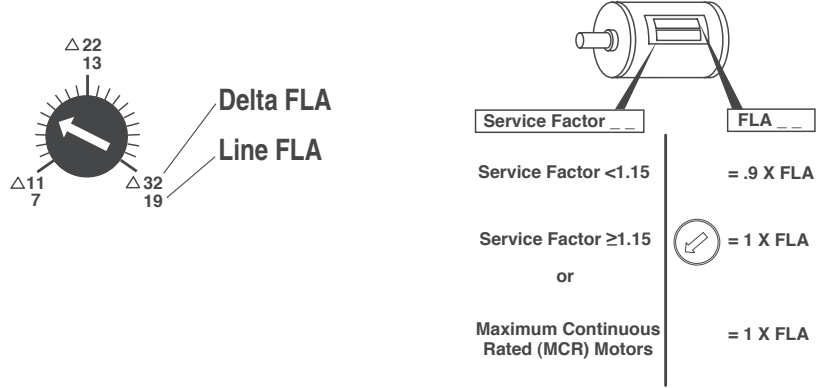 △22
13
Delta FLA
Line FLA
△11
7
△32
19
Service Factor _ _
FLA _ _
Service Factor <1.15
= .9 X FLA
Service Factor ≥1.15
= 1 X FLA
or
Maximum Continuous
Rated (MCR) Motors
= 1 X FLA